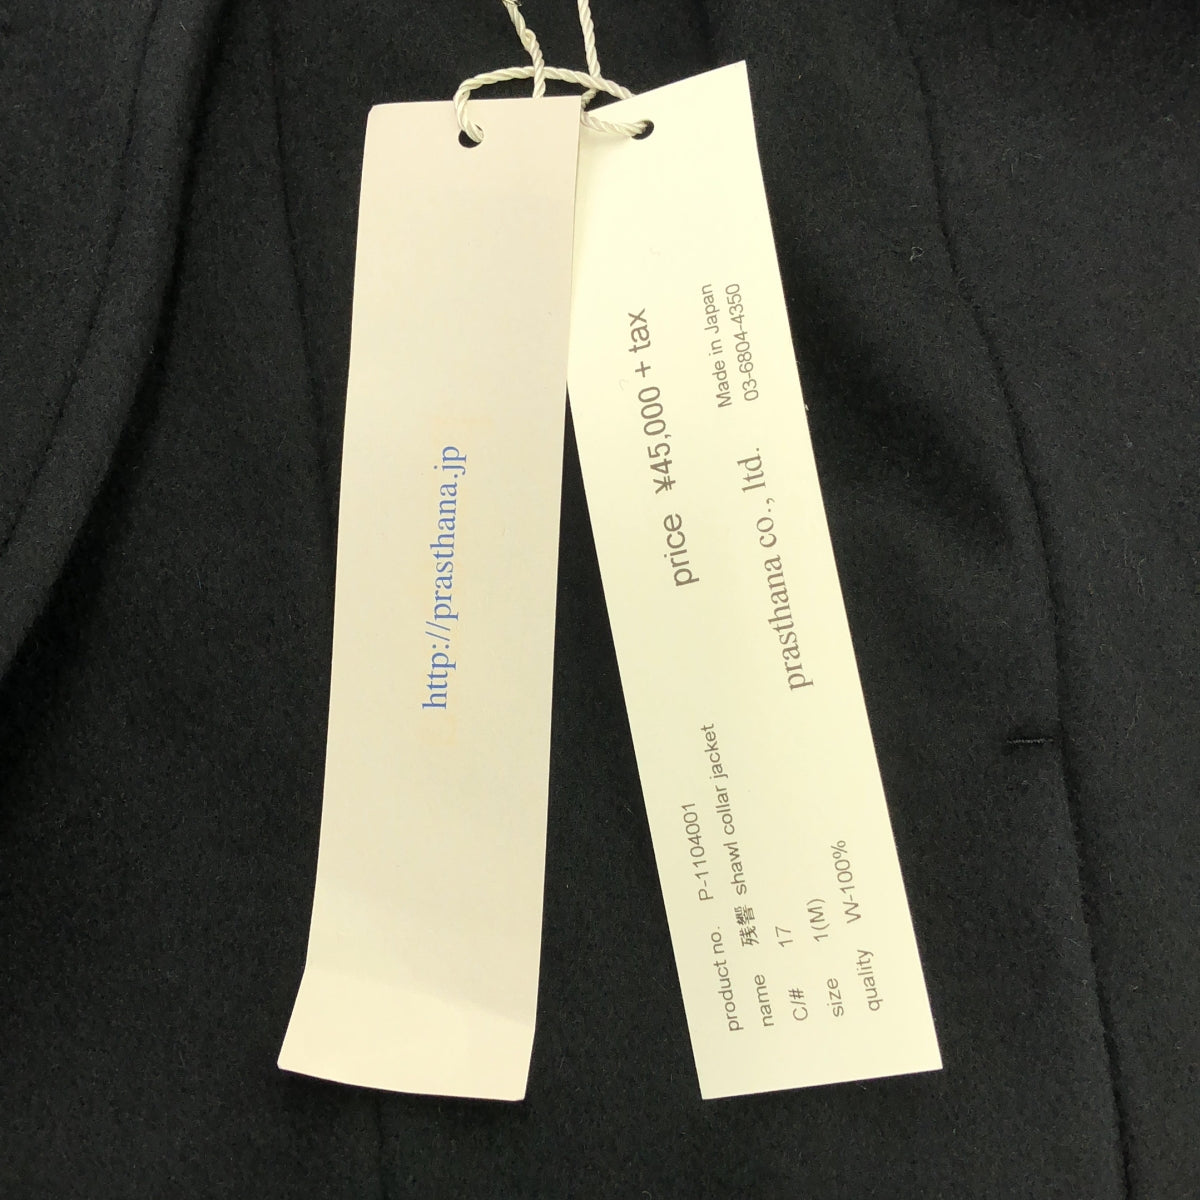 http://prasthana.jp
product no. P-1104001
name 残響 shawl collar jacket
C/# 17
size 1(M)
quality W-100%
price ¥45,000 + tax
prasthana co., ltd.
Made in Japan
03-6804-4350